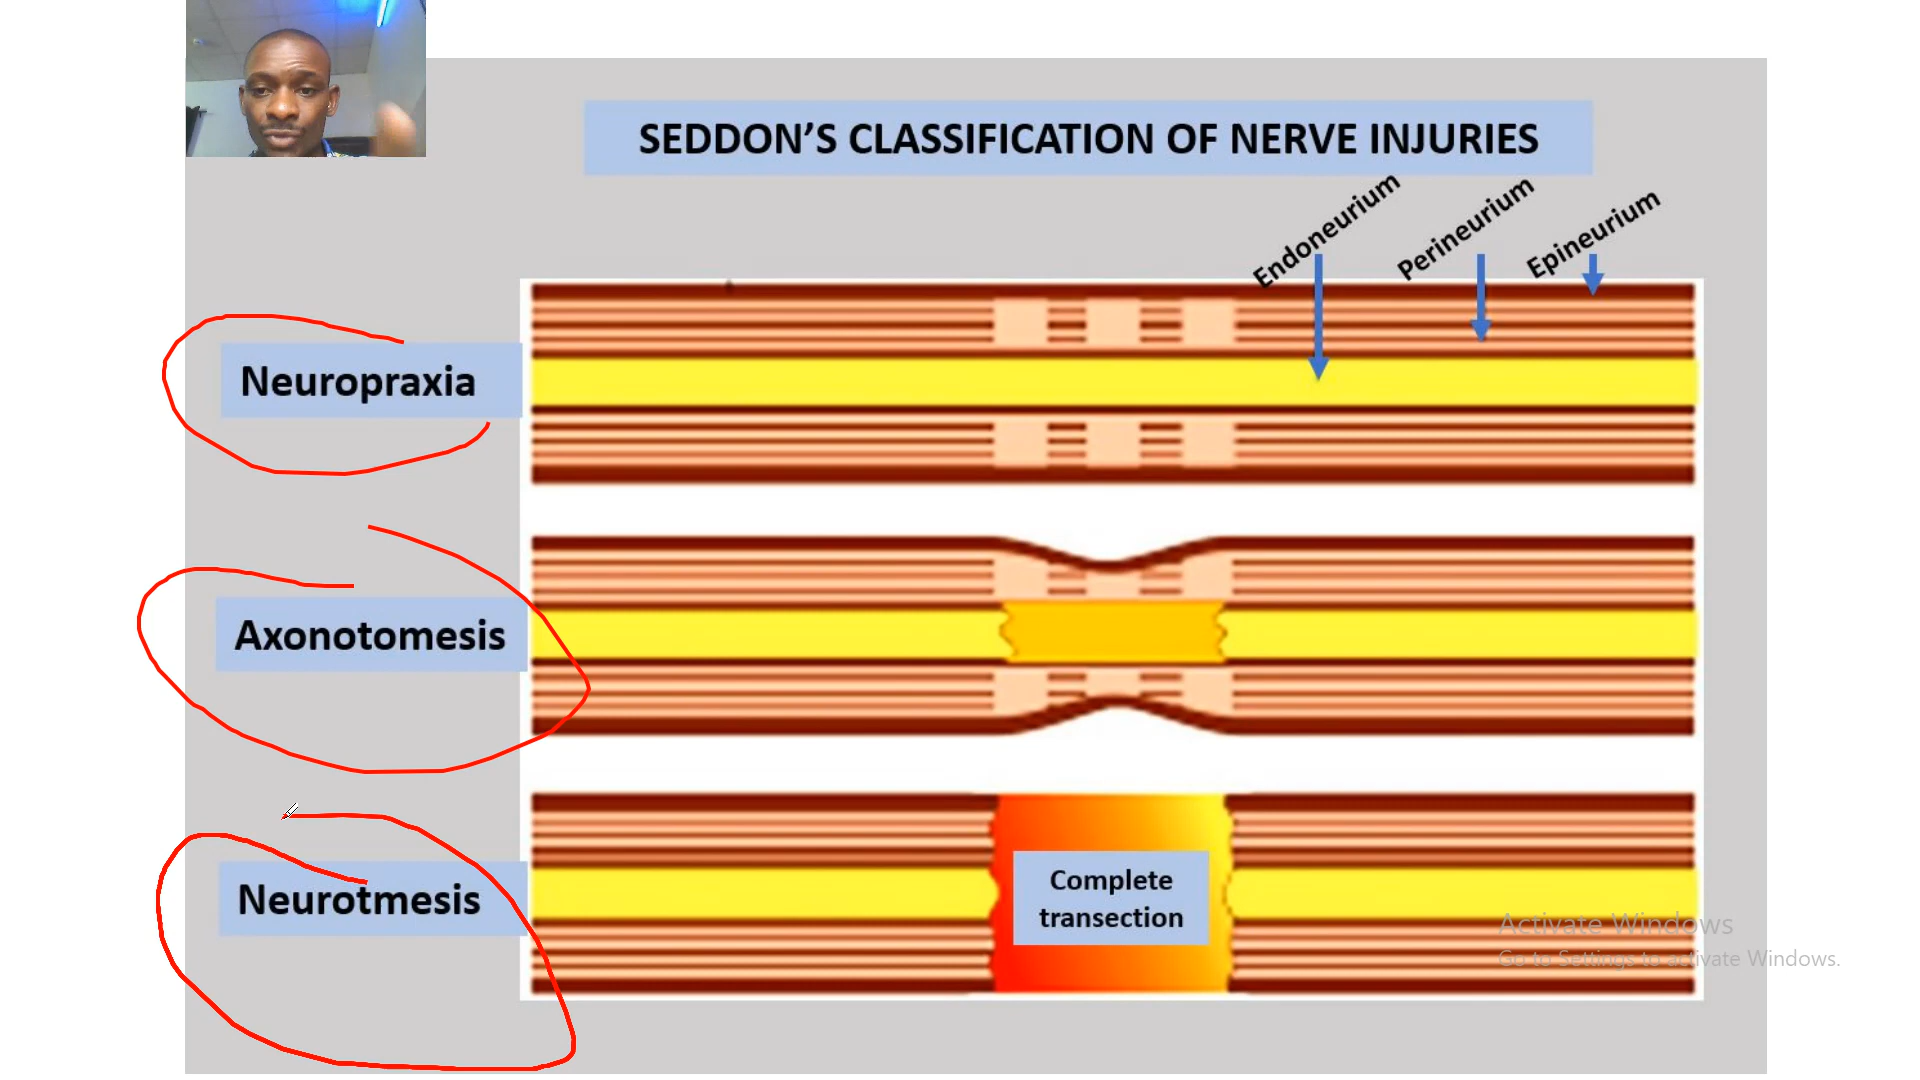 SEDDON’S CLASSIFICATION OF NERVE INJURIES
Endoneurium
Perineurium
Epineurium
Neuropraxia
Axonotomesis
Neurotmesis
Complete
transection
Activate Windows
Go to Settings to activate Windows.